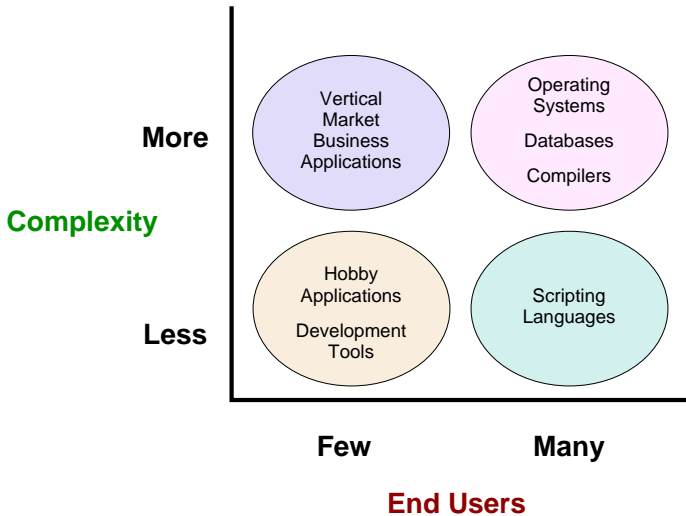 More
Complexity
Less
Vertical
Market
Business
Applications
Operating
Systems
Databases
Compilers
Hobby
Applications
Development
Tools
Scripting
Languages
Few
Many
End Users